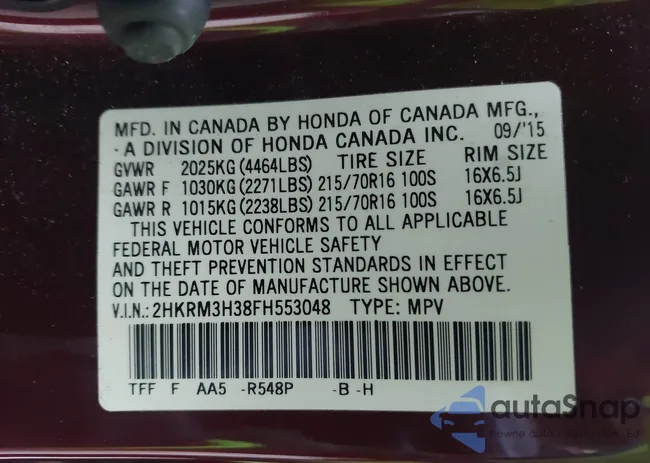 MFD. IN CANADA BY HONDA OF CANADA MFG.,
A DIVISION OF HONDA CANADA INC. 09/'15
GVWR 2025KG(4464LBS) TIRE SIZE RIM SIZE
GAWR F 1030KG(2271LBS) 215/70R16 100S 16X6.5J
GAWR R 1015KG(2238LBS) 215/70R16 100S 16X6.5J
THIS VEHICLE CONFORMS TO ALL APPLICABLE
FEDERAL MOTOR VEHICLE SAFETY
AND THEFT PREVENTION STANDARDS IN EFFECT
ON THE DATE OF MANUFACTURE SHOWN ABOVE.
V.I.N.:2HKRM3H38FH553048 TYPE: MPV
TFF F AA5 -R548P -B -H
autaSnap